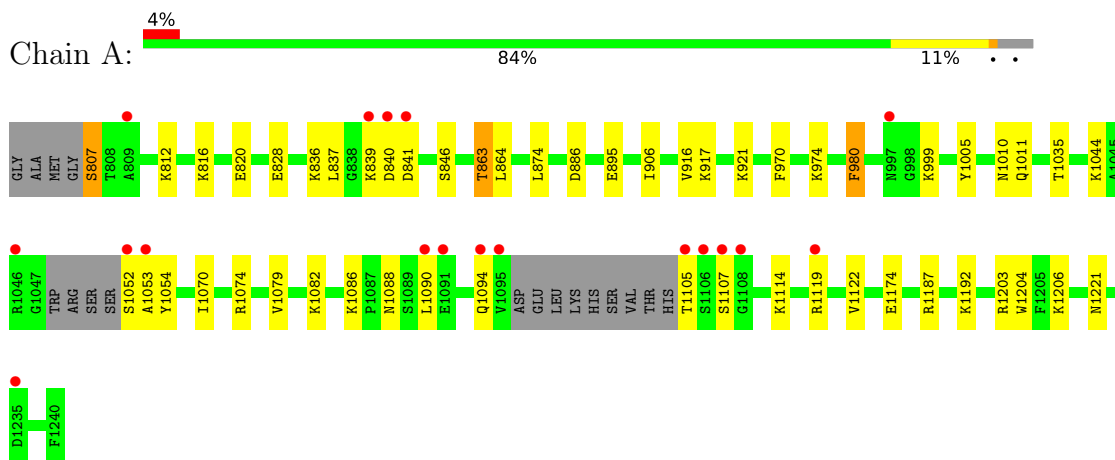 4%
Chain A:
84% 11% • •
GLY ALA MET GLY S807 T808 A809 K812 K816 E820 E828 K836 L837 G838 K839 D840 D841 S846 T863 L864 L874 D886 E895 I906 V916 K917 K921 F970 K974 F980 N997 G998 K999 Y1005 N1010 Q1011 T1035 K1044 A1045
R1046 G1047 TRP ARG SER SER S1052 A1053 Y1054 I1070 R1074 V1079 K1082 K1086 P1087 N1088 S1089 L1090 E1091 Q1094 V1095 ASP GLU LEU LYS HIS SER VAL THR HIS T1105 S1106 S1107 G1108 K1114 R1119 V1122 E1174 R1187 K1192 R1203 W1204 F1205 K1206 N1221
D1235 F1240